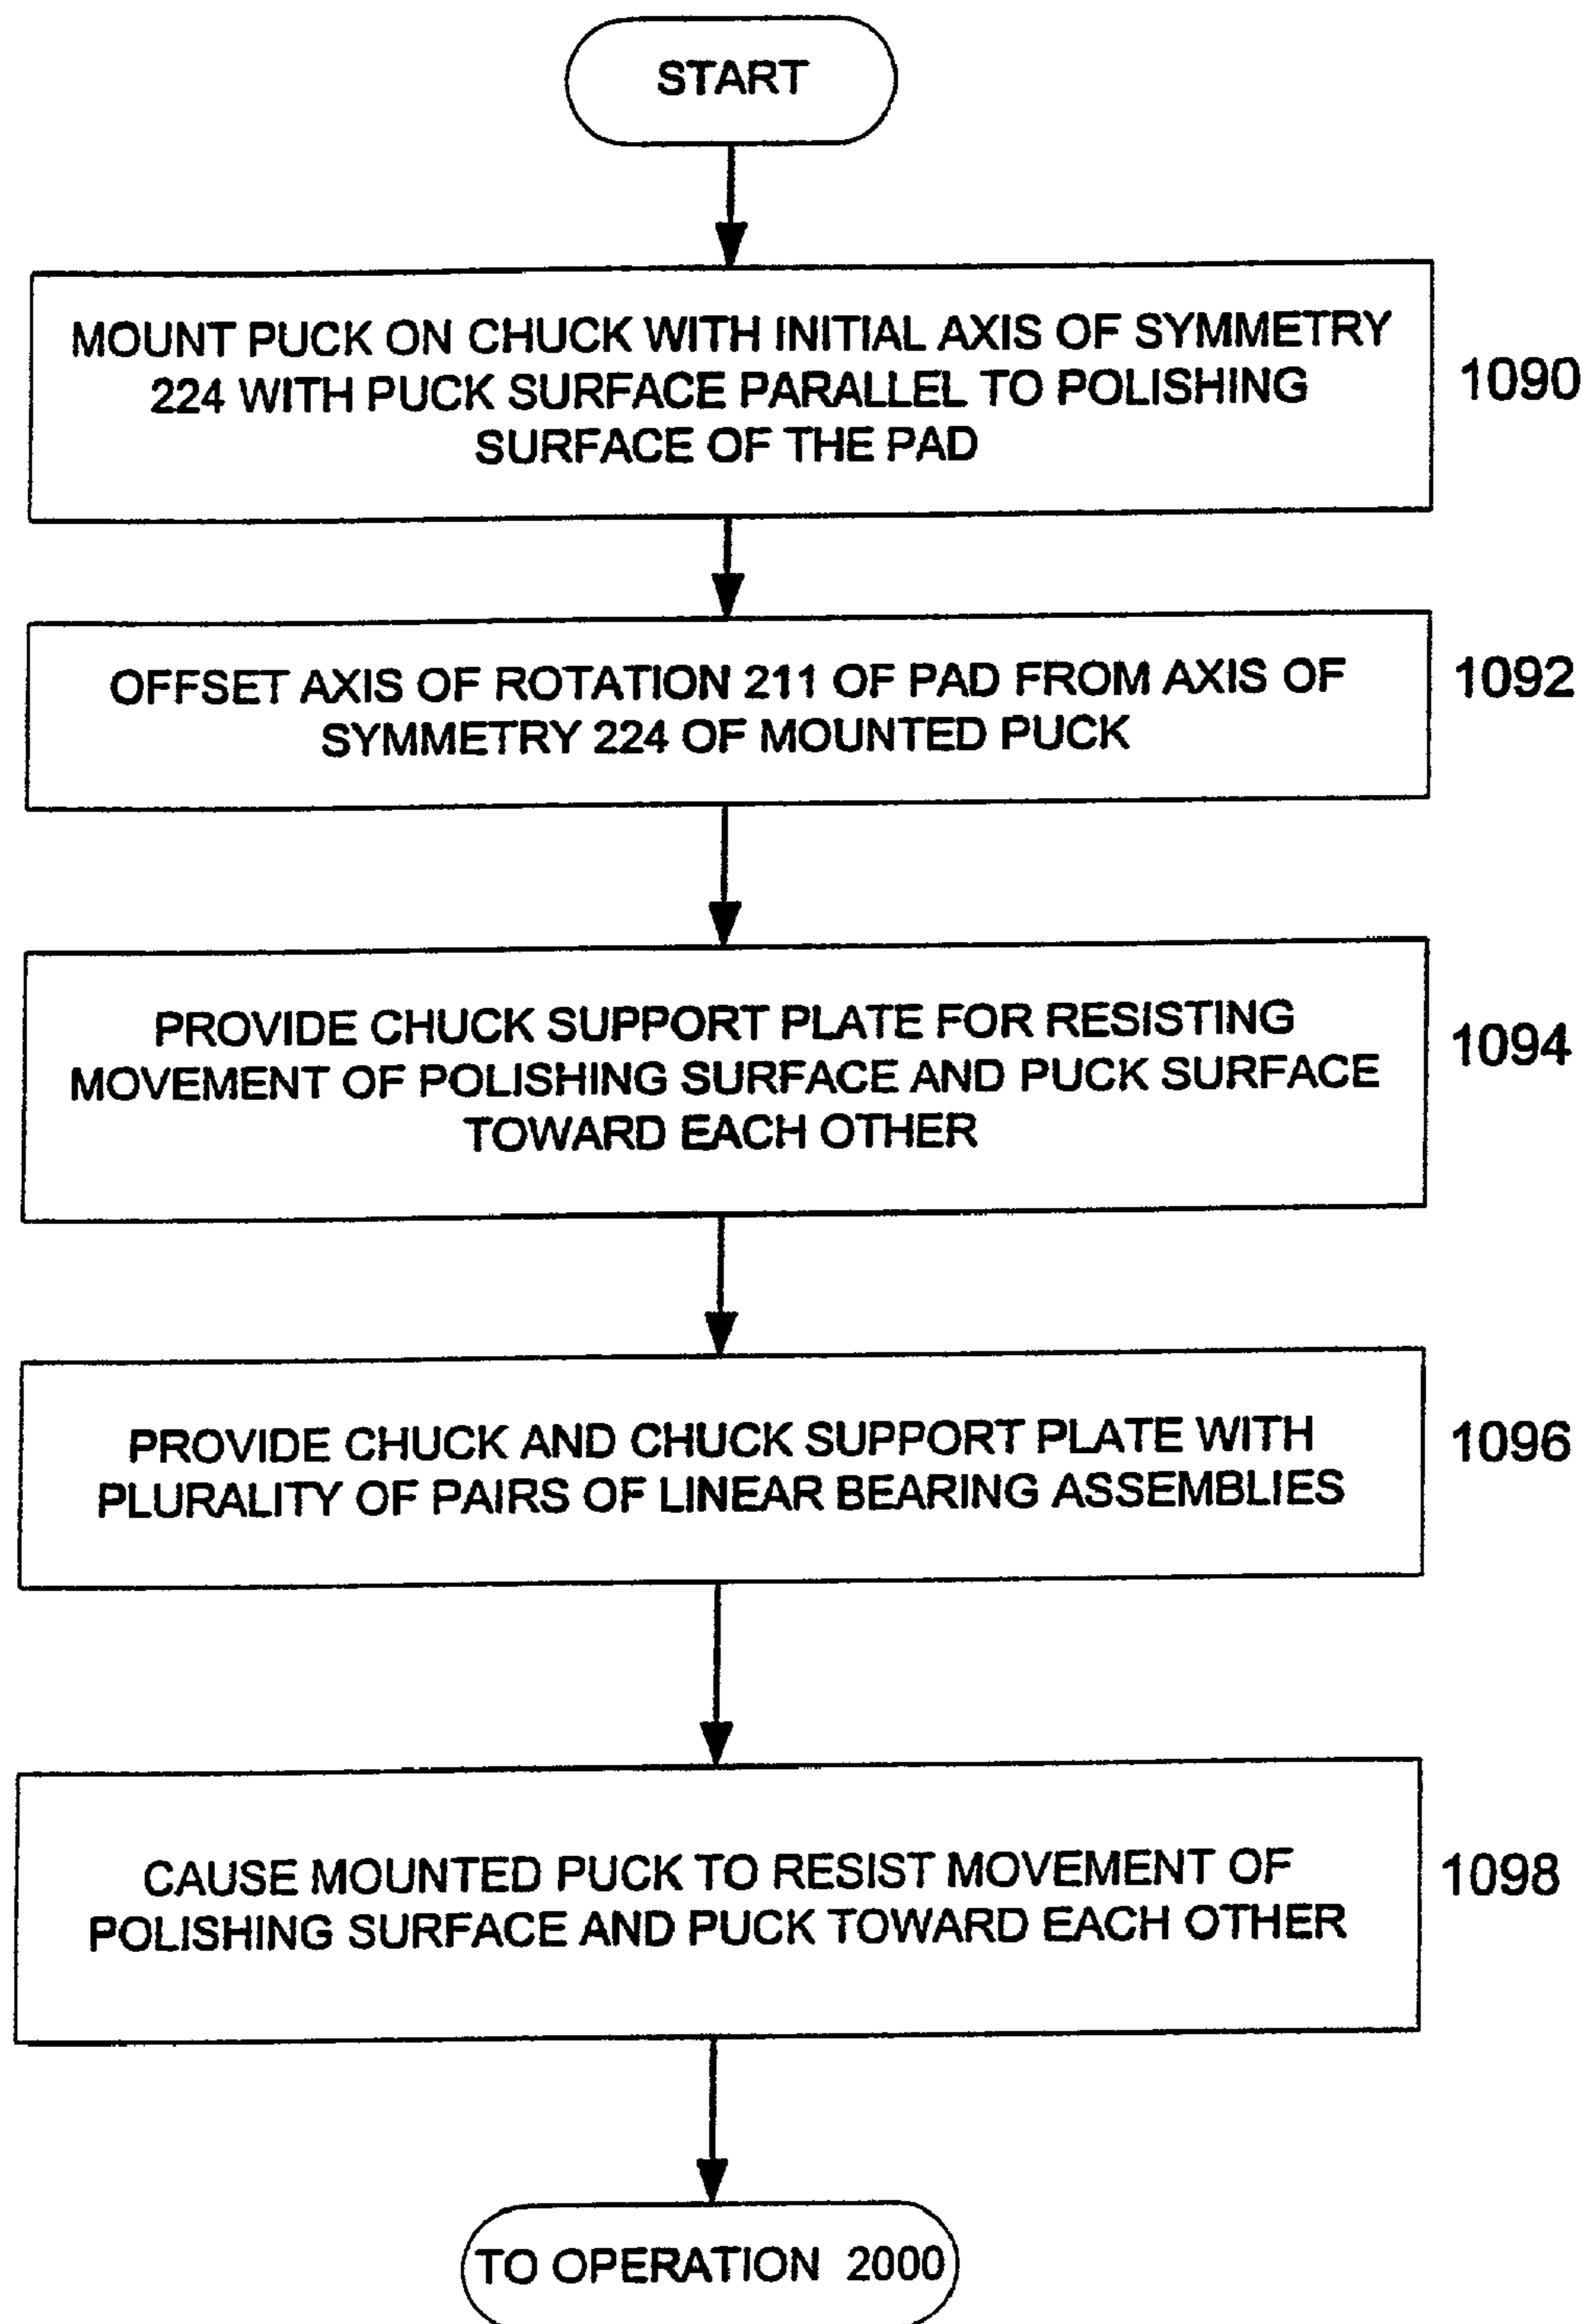 START
MOUNT PUCK ON CHUCK WITH INITIAL AXIS OF SYMMETRY
224 WITH PUCK SURFACE PARALLEL TO POLISHING
SURFACE OF THE PAD
1090
OFFSET AXIS OF ROTATION 211 OF PAD FROM AXIS OF
SYMMETRY 224 OF MOUNTED PUCK
1092
PROVIDE CHUCK SUPPORT PLATE FOR RESISTING
MOVEMENT OF POLISHING SURFACE AND PUCK SURFACE
TOWARD EACH OTHER
1094
PROVIDE CHUCK AND CHUCK SUPPORT PLATE WITH
PLURALITY OF PAIRS OF LINEAR BEARING ASSEMBLIES
1096
CAUSE MOUNTED PUCK TO RESIST MOVEMENT OF
POLISHING SURFACE AND PUCK TOWARD EACH OTHER
1098
TO OPERATION 2000